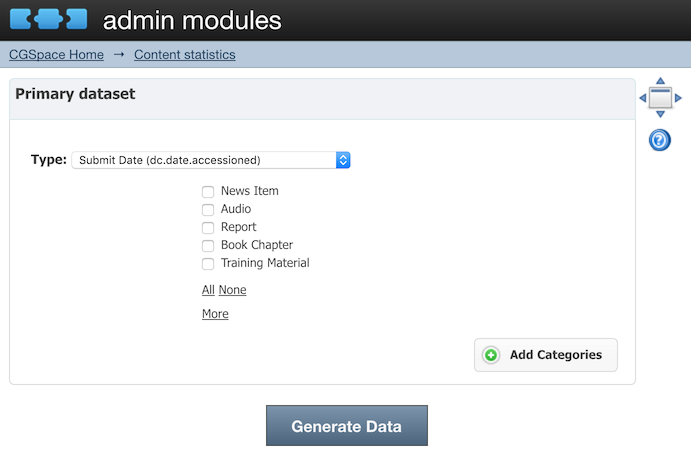 admin modules
CGSpace Home → Content statistics
Primary dataset
Type: Submit Date (dc.date.accessioned)
News Item
Audio
Report
Book Chapter
Training Material
All None
More
Add Categories
Generate Data